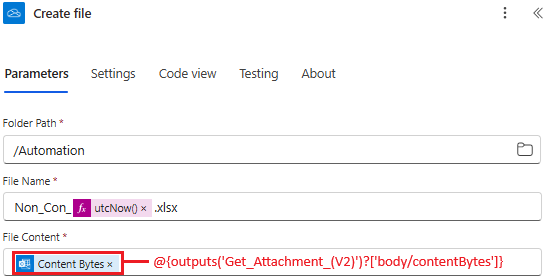 Create file
Parameters Settings Code view Testing About
Folder Path *
/Automation
File Name *
Non_Con_ fx utcNow() × .xlsx
File Content *
Content Bytes × @{outputs('Get_Attachment_(V2)')?['body/contentBytes']}